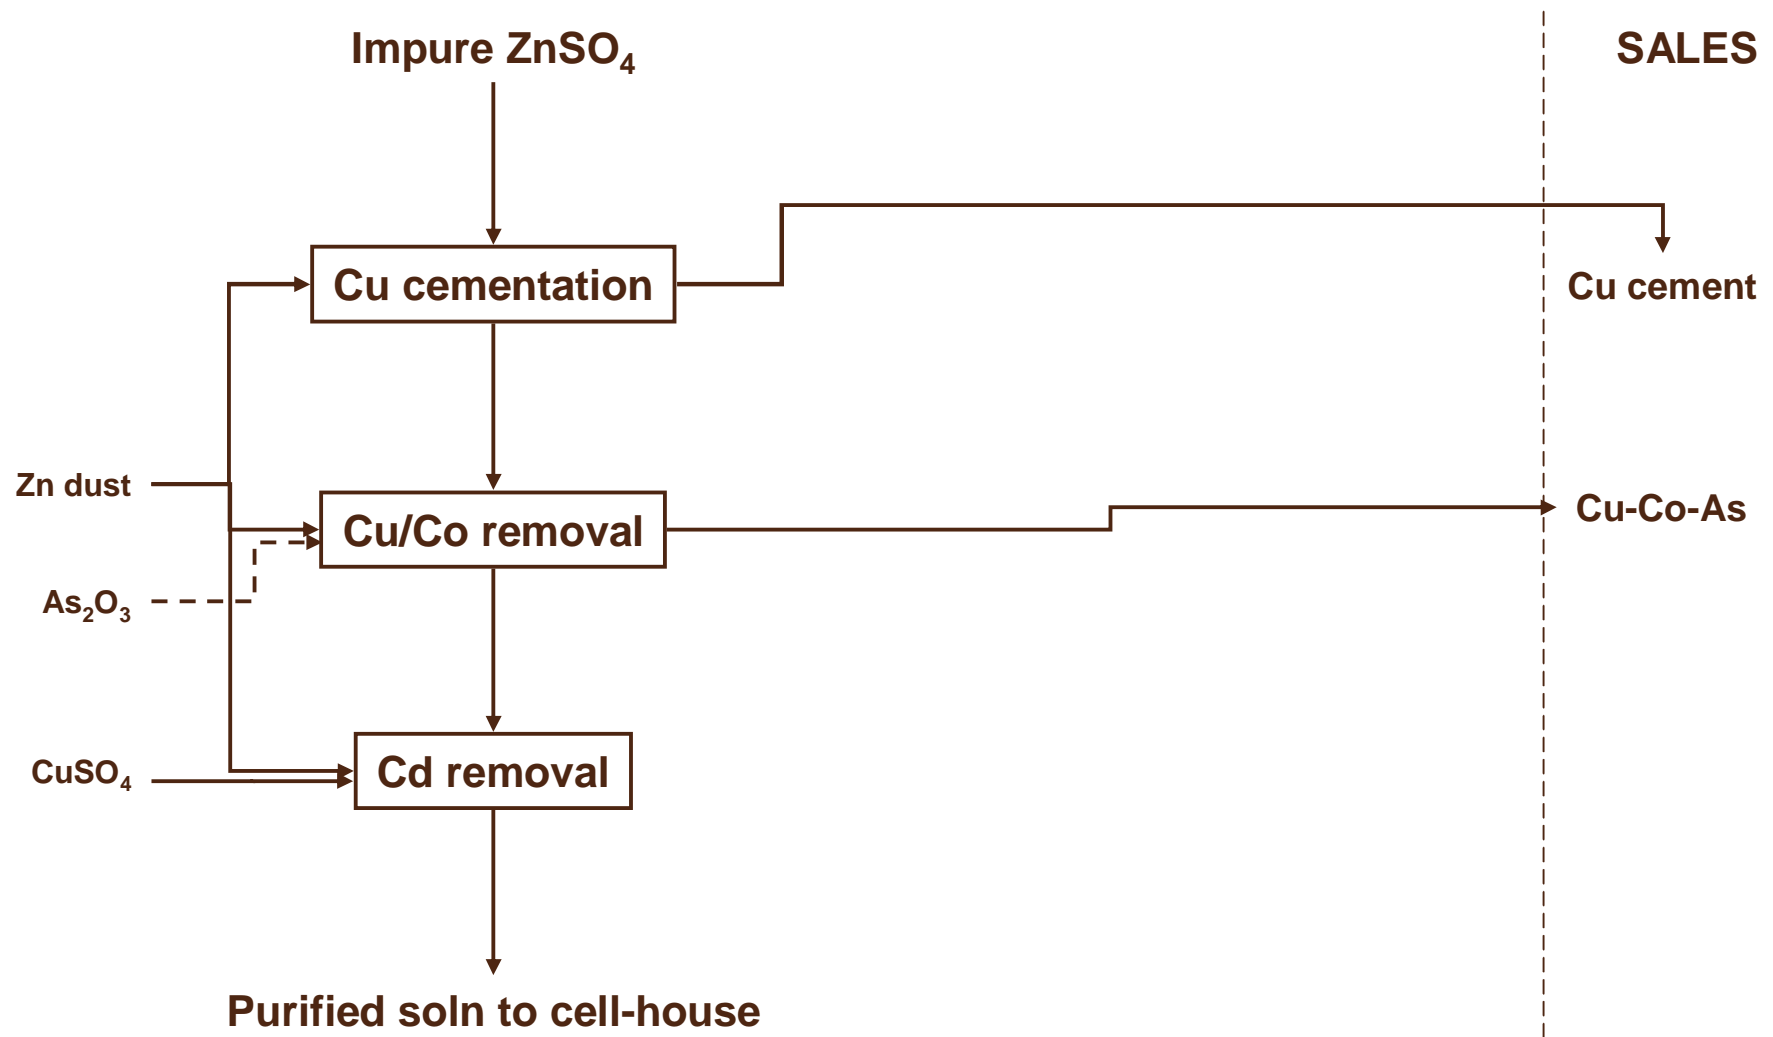 Impure ZnSO₄
SALES
Cu cementation
Cu cement
Zn dust
Cu/Co removal
Cu-Co-As
As₂O₃
CuSO₄
Cd removal
Purified soln to cell-house